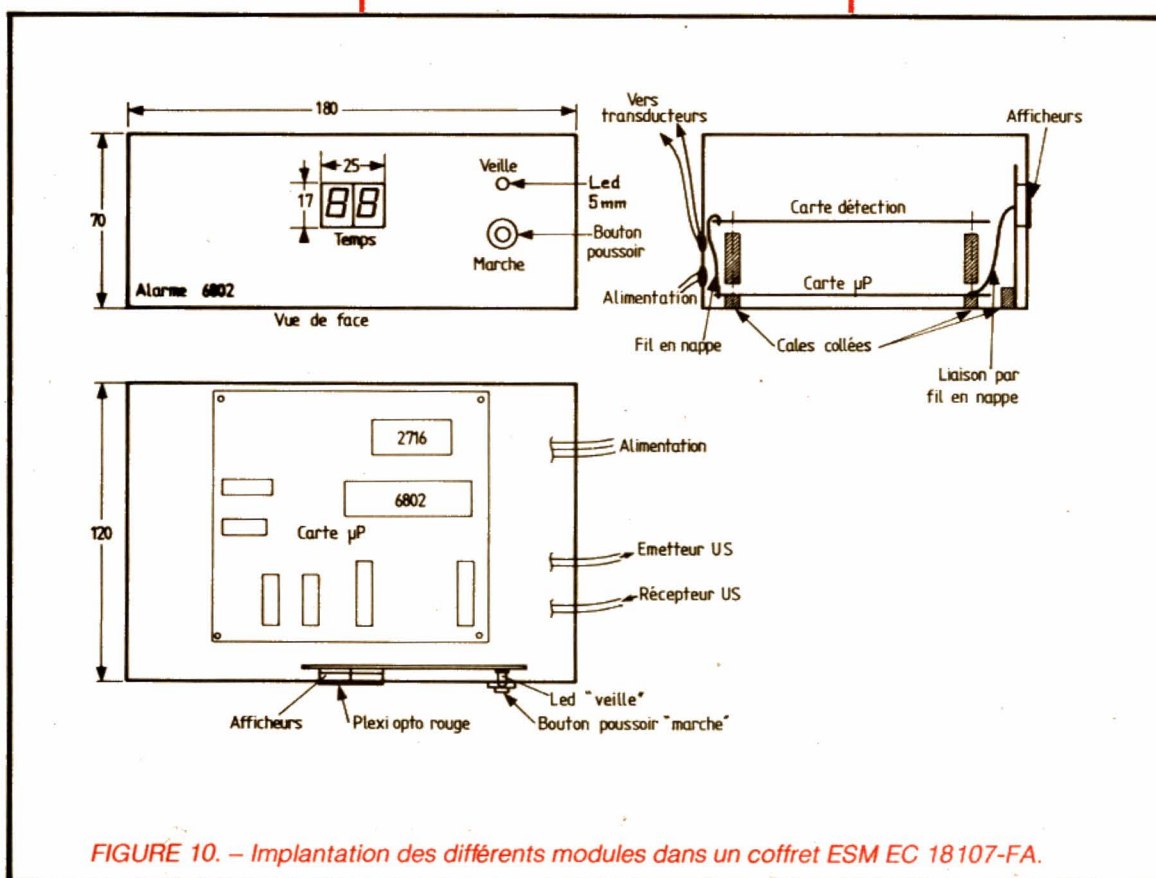 180
70
25
17
88
Temps
Veille
Led
5mm
Bouton
poussoir
Marche
Alarme 6802
Vue de face
Vers
transducteurs
Afficheurs
Carte détection
Carte µP
Alimentation
Fil en nappe
Cales collées
Liaison par
fil en nappe
120
2716
6802
Carte µP
Alimentation
Emetteur US
Récepteur US
Afficheurs
Plexi opto rouge
Led "veille"
Bouton poussoir "marche"
FIGURE 10. – Implantation des différents modules dans un coffret ESM EC 18107-FA.